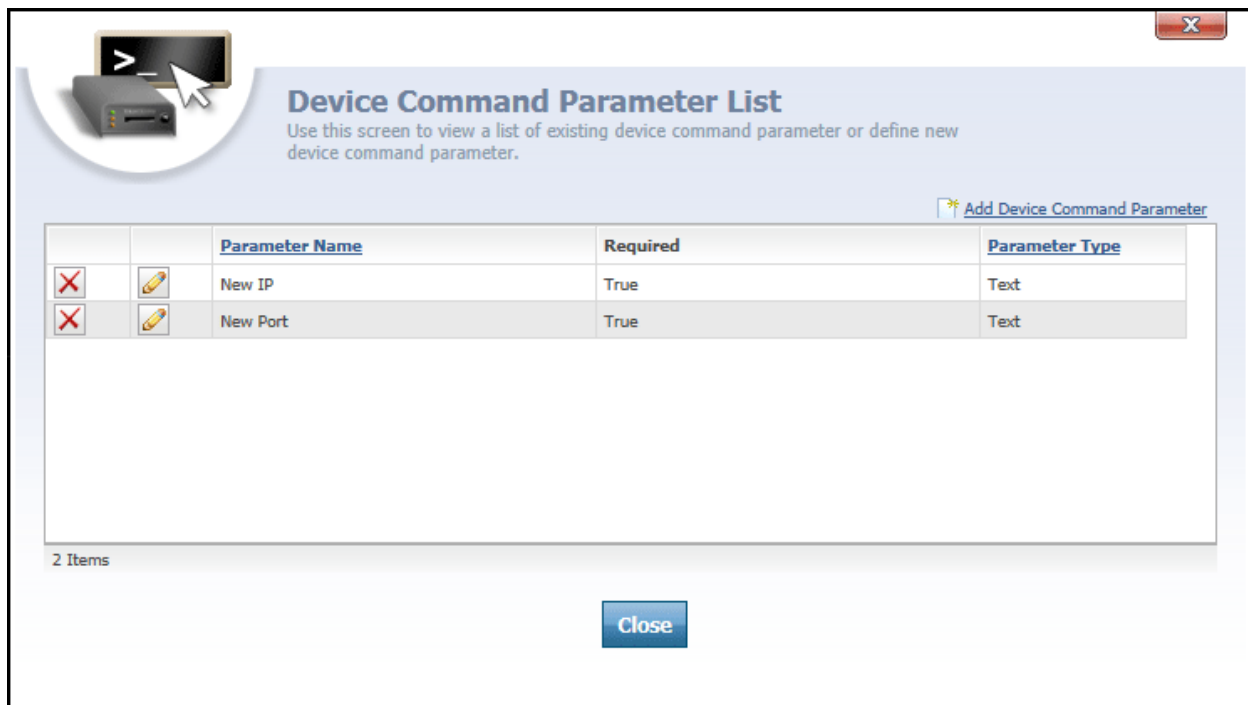 >_
X
Device Command Parameter List
Use this screen to view a list of existing device command parameter or define new
device command parameter.
Add Device Command Parameter
Parameter Name Required Parameter Type
New IP True Text
New Port True Text
2 Items
Close